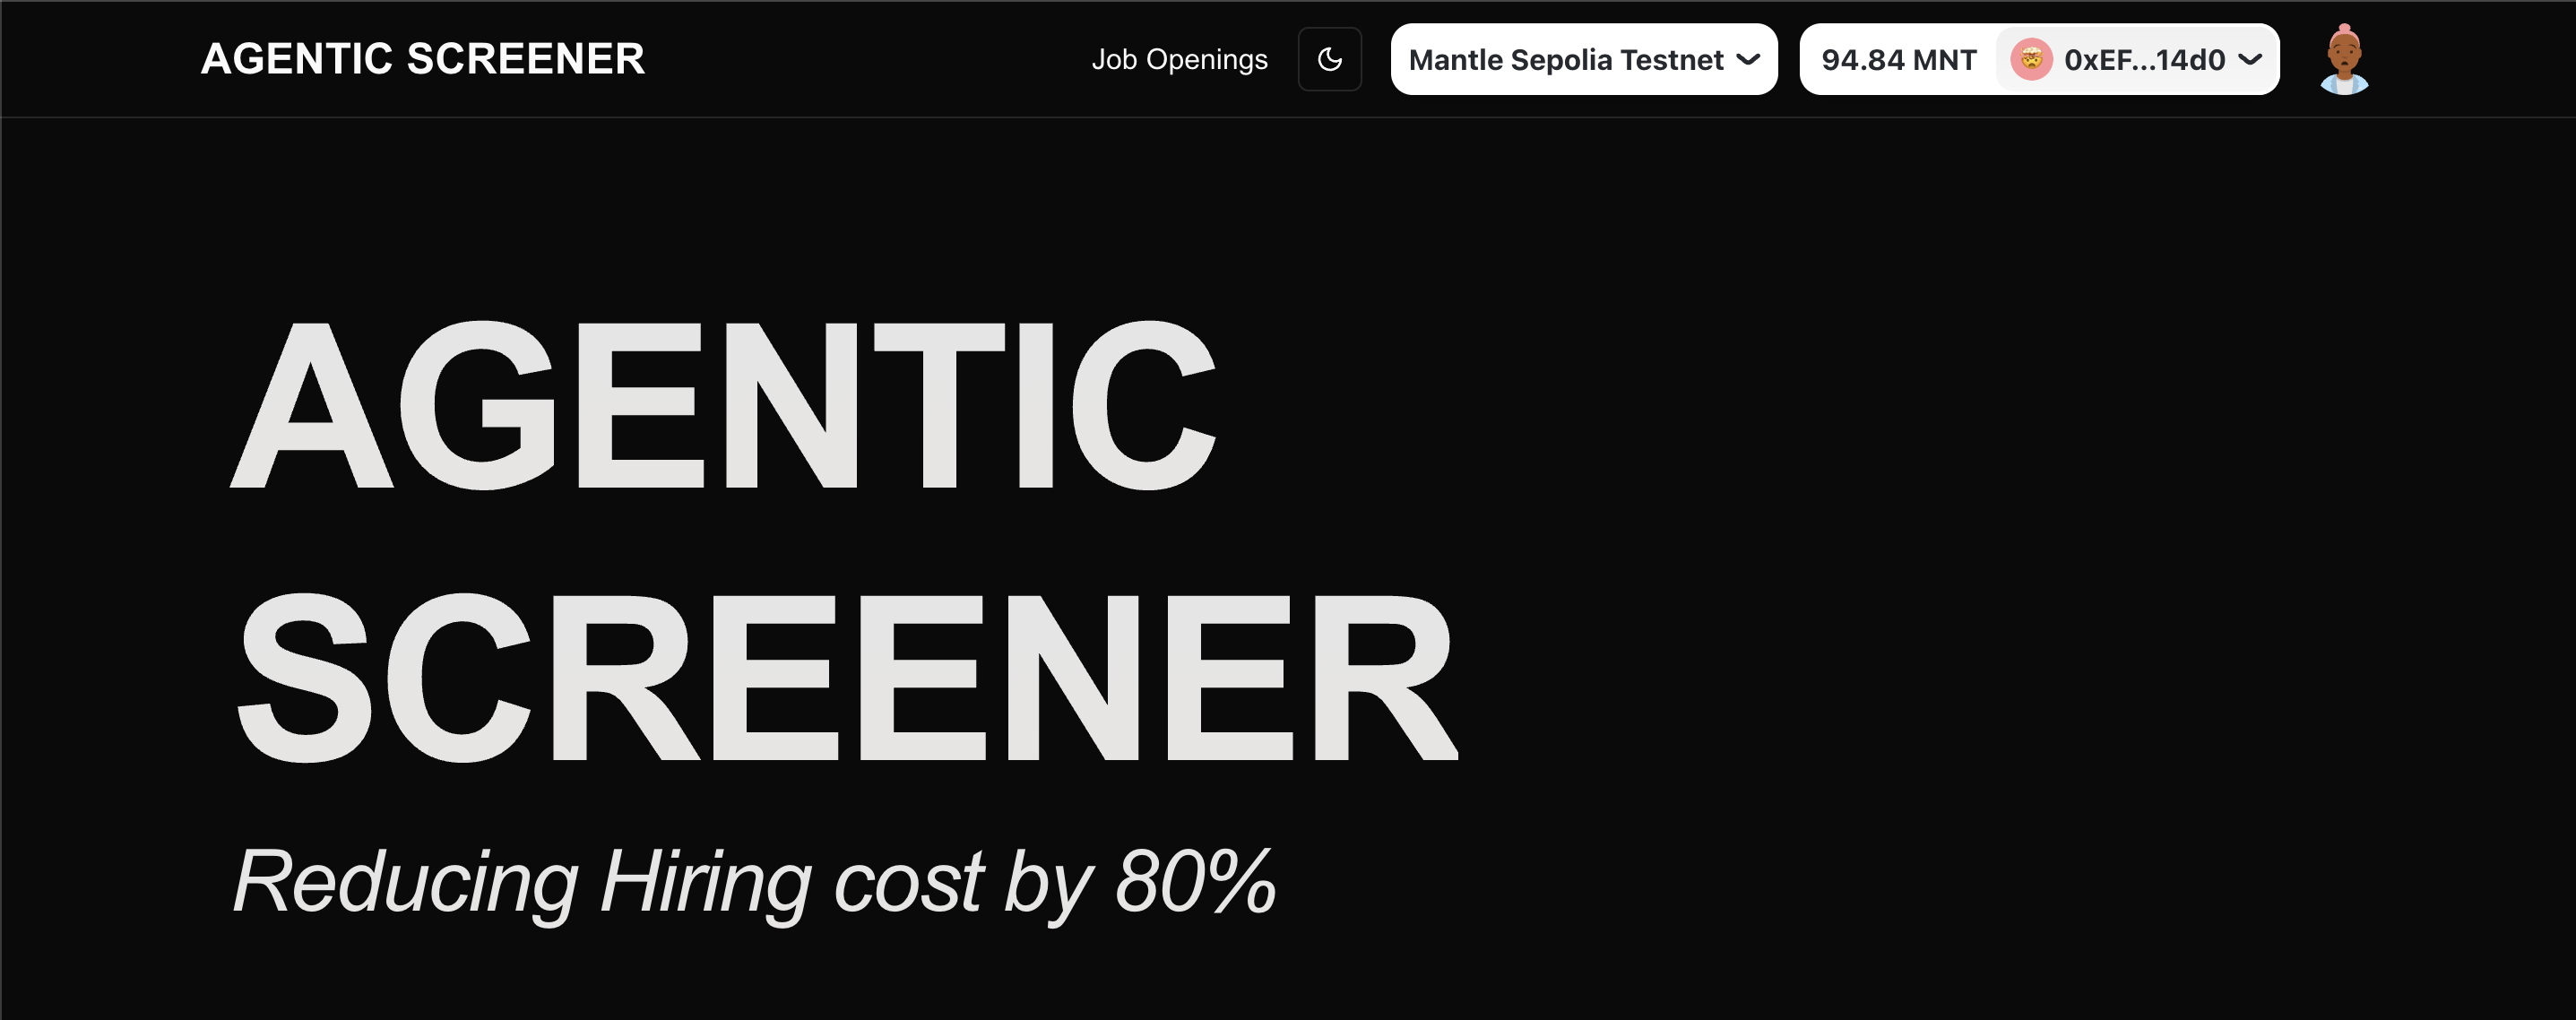 AGENTIC SCREENER
Job Openings
Mantle Sepolia Testnet
94.84 MNT
0xEF...14d0
AGENTIC
SCREENER
Reducing Hiring cost by 80%